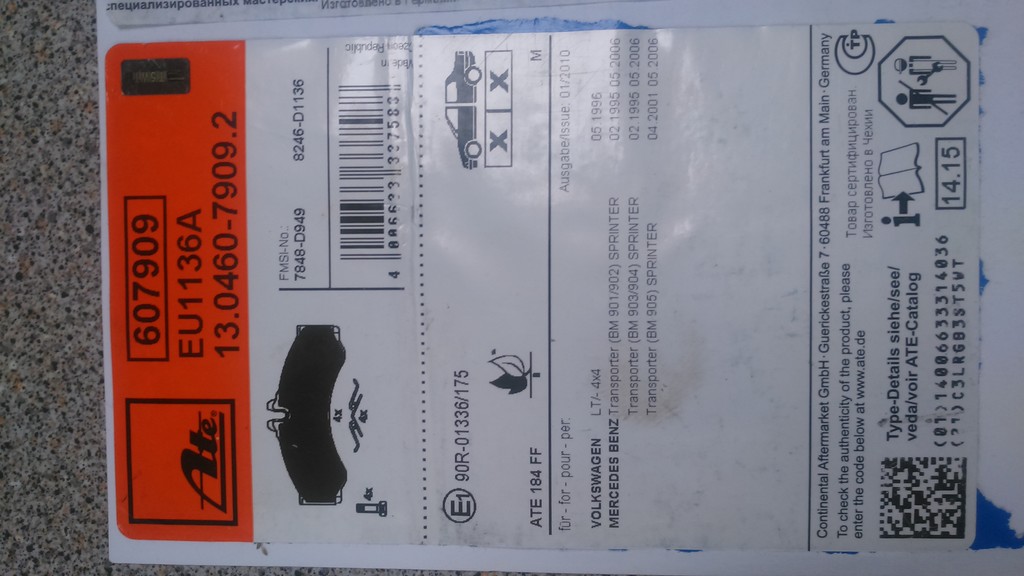 специализированных мастерских
Изготовлено в Германии
Ate®
607909
EU1136A
13.0460-7909.2
4x
4x
FMSI-No.:
7848-D949 8246-D1136
Made in
Czech Republic
E1 90R-01336/175
ATE 184 FF M
für - for - pour - per: Ausgabe/Issue: 01/2010
VOLKSWAGEN LT/- 4x4 05 1996
MERCEDES BENZ Transporter (BM 901/902) SPRINTER 02 1995 05 2006
Transporter (BM 903/904) SPRINTER 02 1995 05 2006
Transporter (BM 905) SPRINTER 04 2001 05 2006
X X
X X
Continental Aftermarket GmbH · Guerickestraße 7 · 60488 Frankfurt am Main · Germany
To check the authenticity of the product, please
enter the code below at www.ate.de
Товар сертифицирован
Изготовлено в Чехии
Type-Details siehe/see/
veda/voir ATE-Catalog
14.15
(01)14006633314036